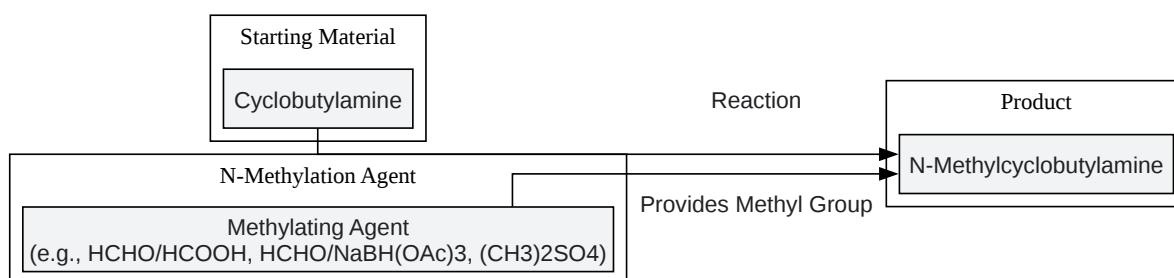 Starting Material
Cyclobutylamine
Reaction
Product
N-Methylcyclobutylamine
N-Methylation Agent
Provides Methyl Group
Methylating Agent
(e.g., HCHO/HCOOH, HCHO/NaBH(OAc)3, (CH3)2SO4)